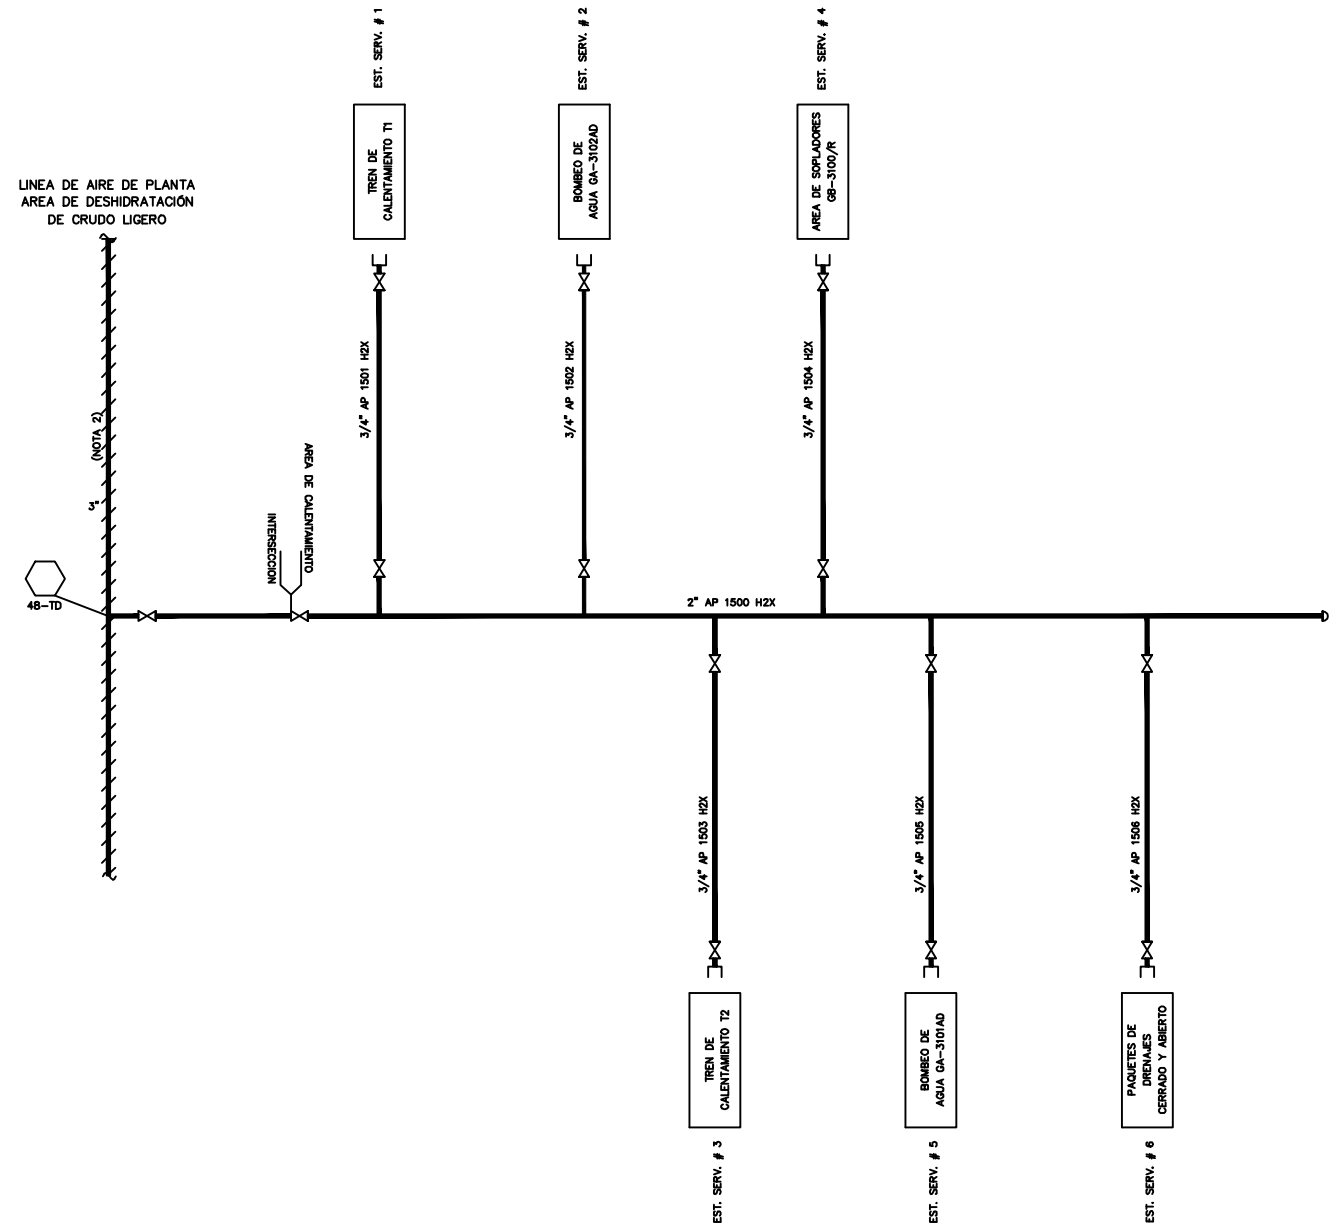 EST. SERV. # 1
EST. SERV. # 2
EST. SERV. # 4
TREN DE
CALENTAMIENTO T1
BOMBEO DE
AGUA GA-3102AD
AREA DE SOPLADORES
GB-3100/R
LINEA DE AIRE DE PLANTA
AREA DE DESHIDRATACIÓN
DE CRUDO LIGERO
3/4" AP 1501 H2X
3/4" AP 1502 H2X
3/4" AP 1504 H2X
(NOTA 2)
3"
AREA DE CALENTAMIENTO
INTERSECCION
48-TD
2" AP 1500 H2X
3/4" AP 1503 H2X
3/4" AP 1505 H2X
3/4" AP 1506 H2X
TREN DE
CALENTAMIENTO T2
BOMBEO DE
AGUA GA-3101AD
PAQUETES DE
DRENAJES
CERRADO Y ABIERTO
EST. SERV. # 3
EST. SERV. # 5
EST. SERV. # 6